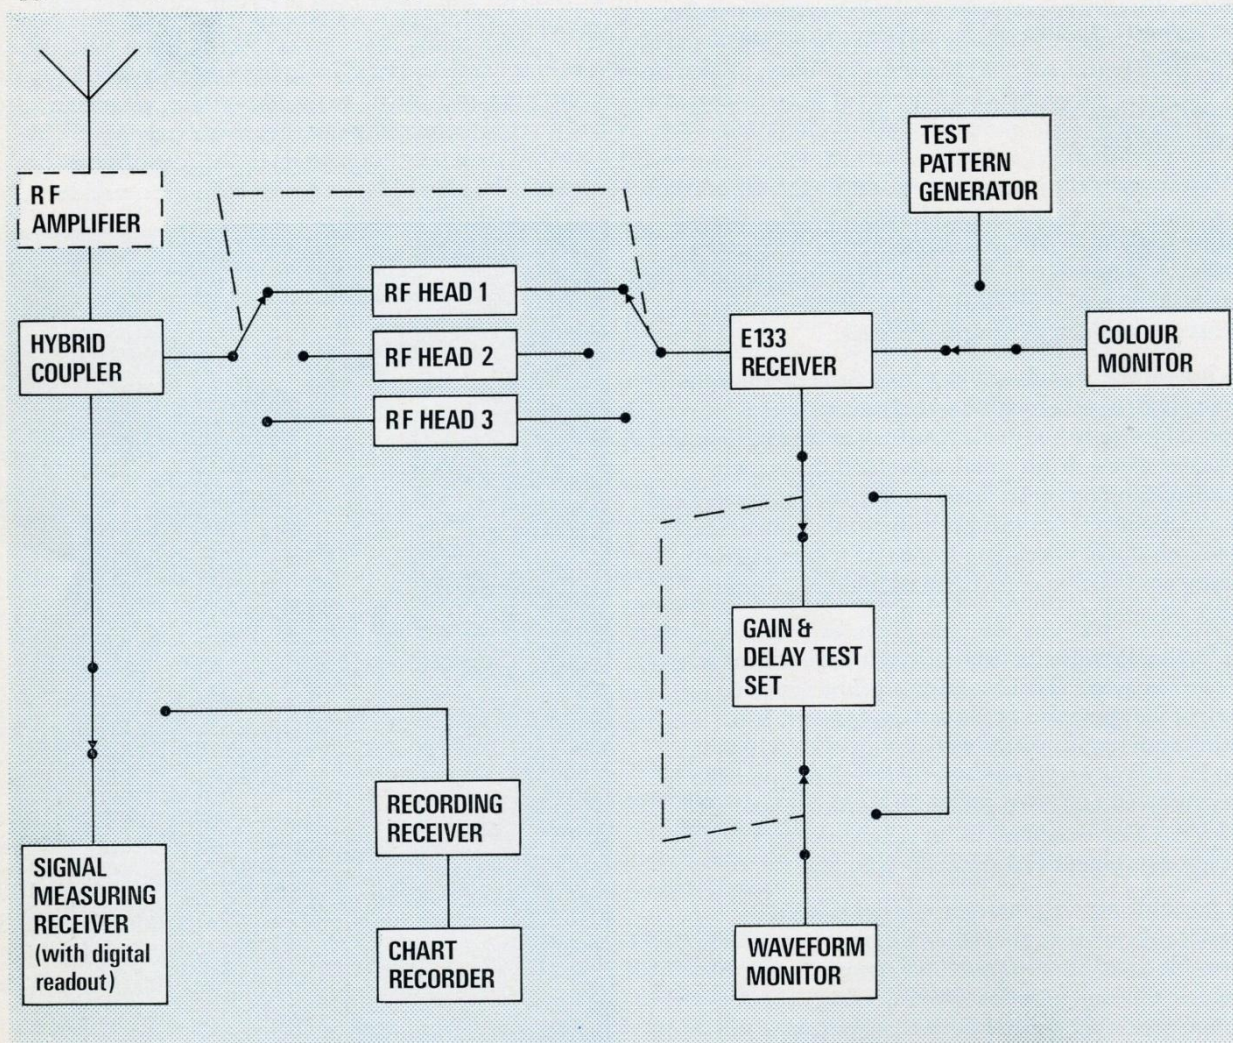 RF
AMPLIFIER
HYBRID
COUPLER
RF HEAD 1
RF HEAD 2
RF HEAD 3
E133
RECEIVER
TEST
PATTERN
GENERATOR
COLOUR
MONITOR
GAIN &
DELAY TEST
SET
RECORDING
RECEIVER
CHART
RECORDER
SIGNAL
MEASURING
RECEIVER
(with digital
readout)
WAVEFORM
MONITOR